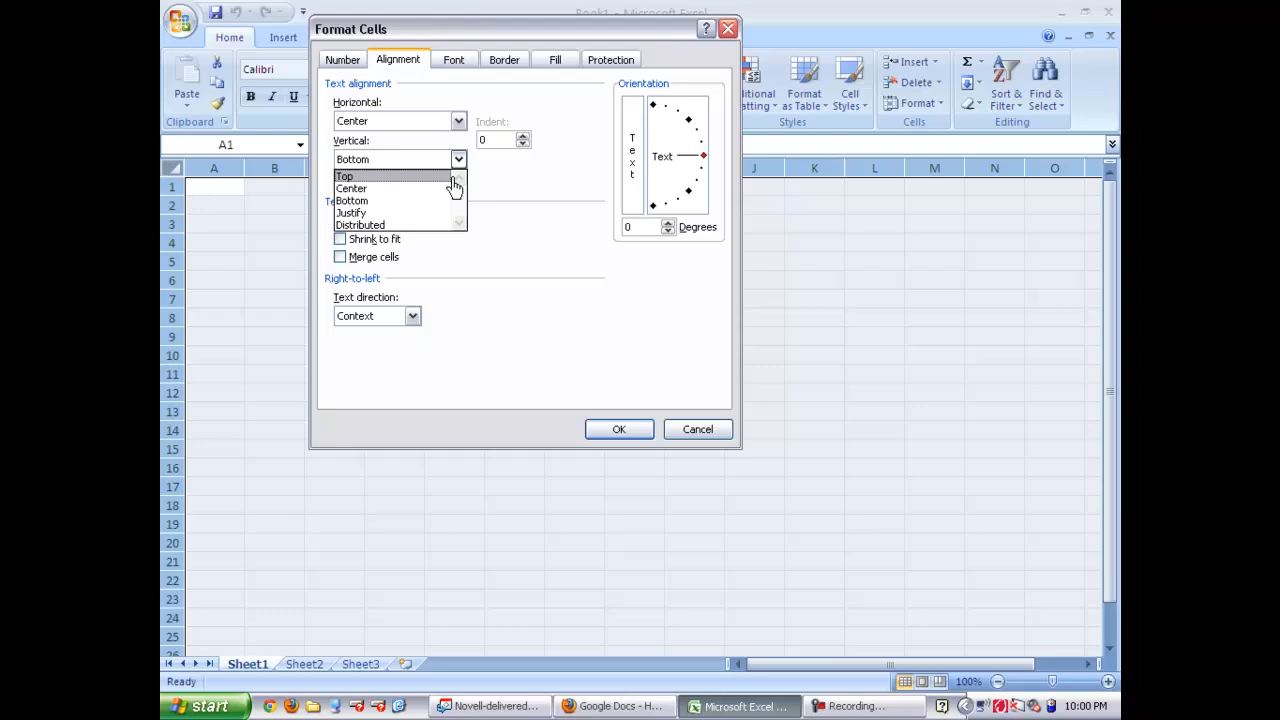 Book1 - Microsoft Excel
Format Cells
Home
Insert
Number
Alignment
Font
Border
Fill
Protection
Paste
Calibri
B
I
U
Text alignment
Horizontal:
Center
Indent:
0
Vertical:
Bottom
Top
Center
Bottom
Justify
Distributed
Shrink to fit
Merge cells
Right-to-left
Text direction:
Context
Orientation
Text
Text
0
Degrees
OK
Cancel
Format as Table
Cell Styles
Insert
Delete
Format
Σ
Sort & Filter
Find & Select
Clipboard
Styles
Cells
Editing
A1
A
B
J
K
L
M
N
O
1
2
3
4
5
6
7
8
9
10
11
12
13
14
15
16
17
18
19
20
21
22
23
24
25
Sheet1
Sheet2
Sheet3
Ready
100%
start
Novell-delivered...
Google Docs - H...
Microsoft Excel ...
Recording...
10:00 PM